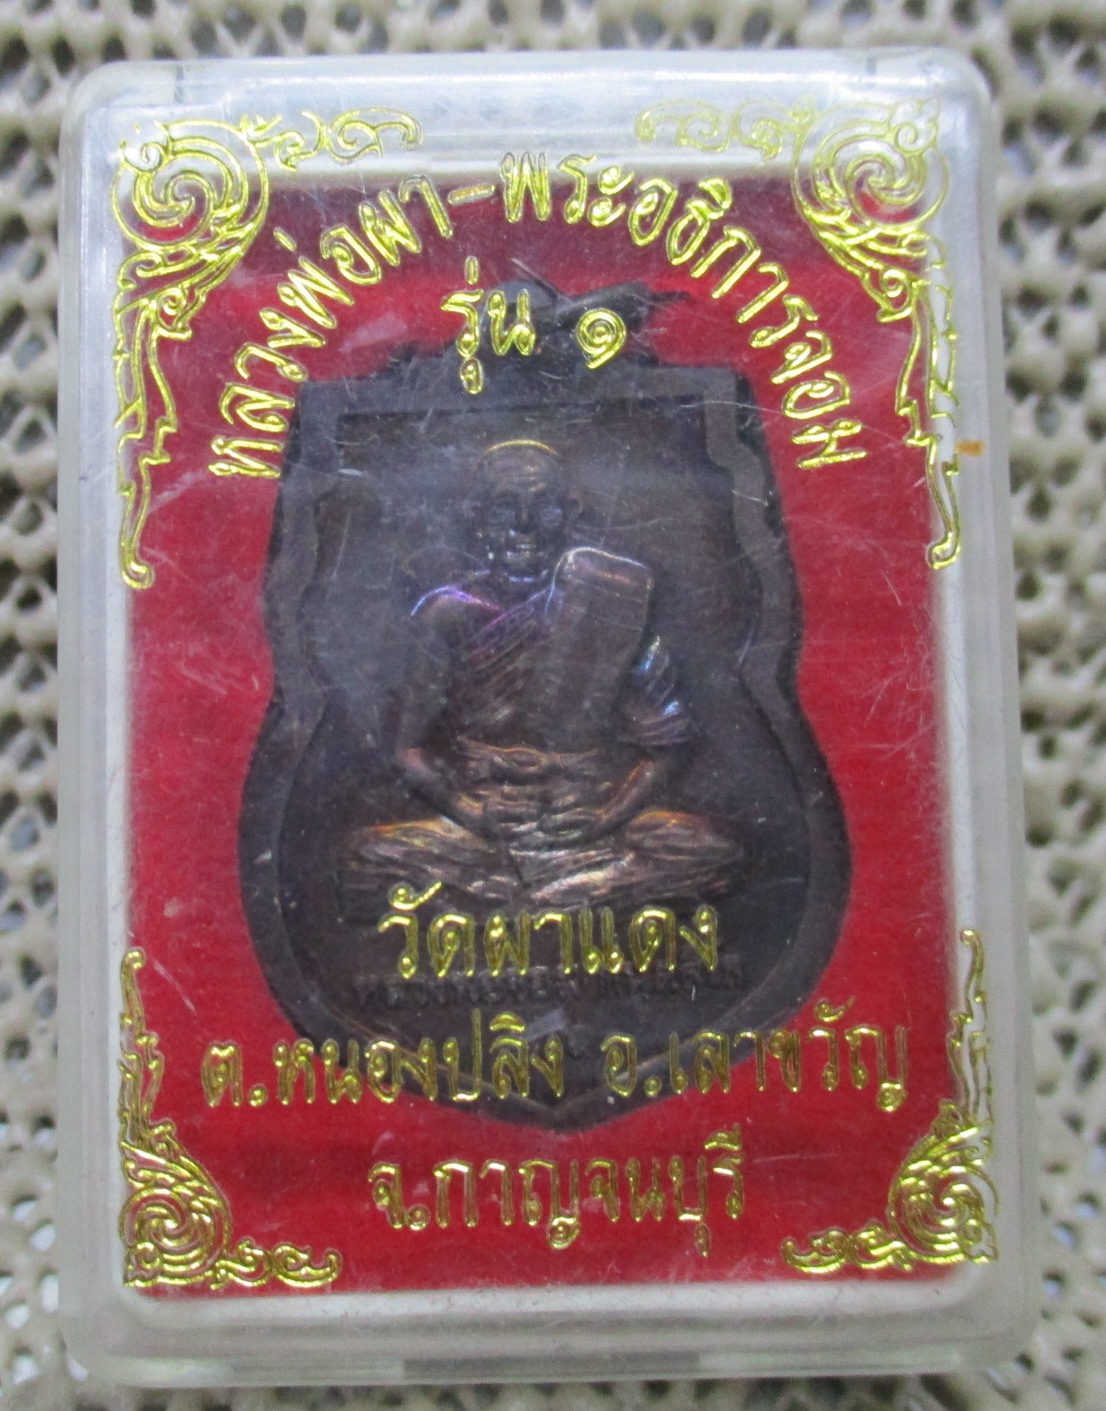 หลวงพ่อผา-พระอธิการจอม
รุ่น ๑
วัดผาแดง
ต.หนองปลิง อ.เลาขวัญ
จ.กาญจนบุรี